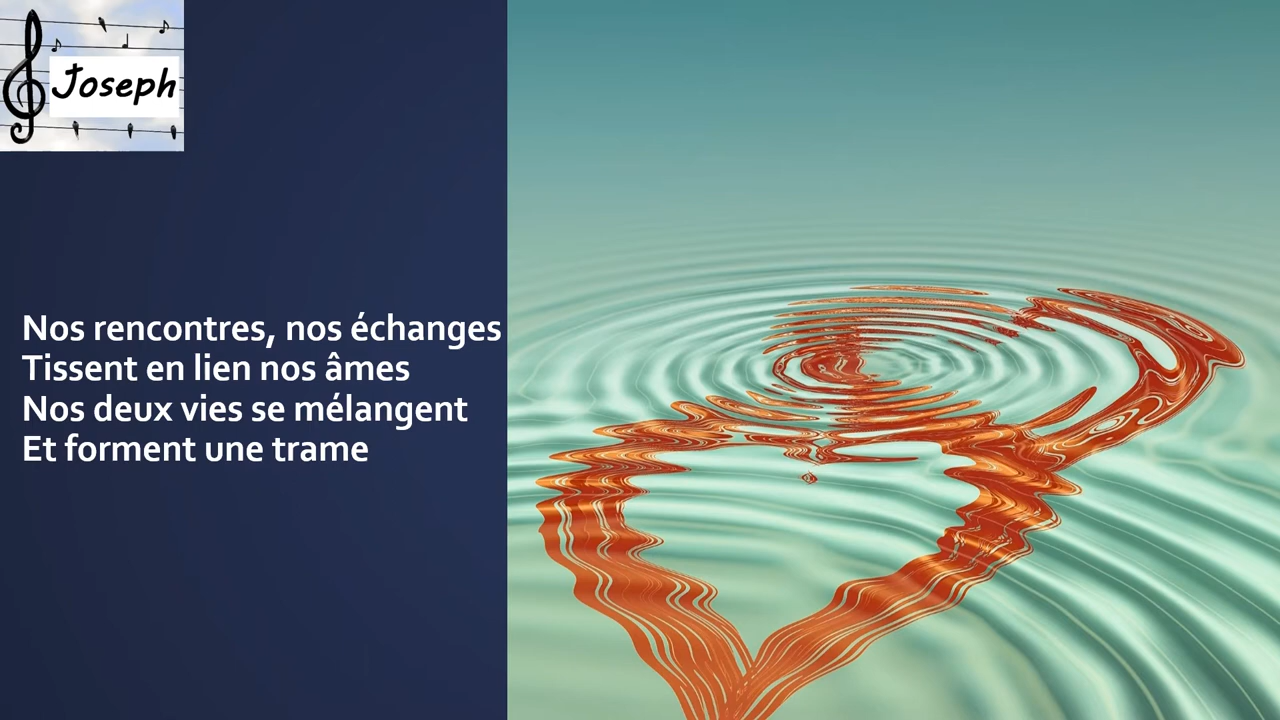 Joseph
Nos rencontres, nos échanges
Tissent en lien nos âmes
Nos deux vies se mélangent
Et forment une trame